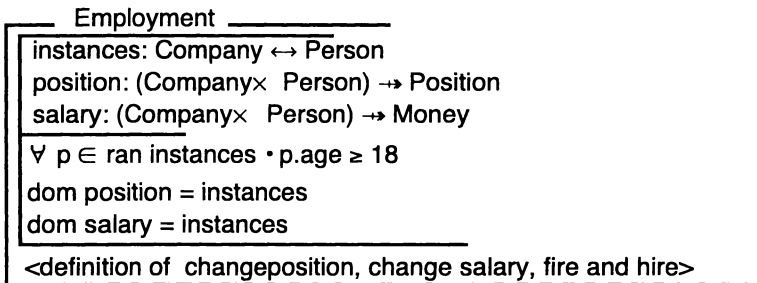 Employment
instances: Company ↔ Person
position: (Company× Person) ⇸ Position
salary: (Company× Person) ⇸ Money
∀ p ∈ ran instances • p.age ≥ 18
dom position = instances
dom salary = instances
<definition of changeposition, change salary, fire and hire>